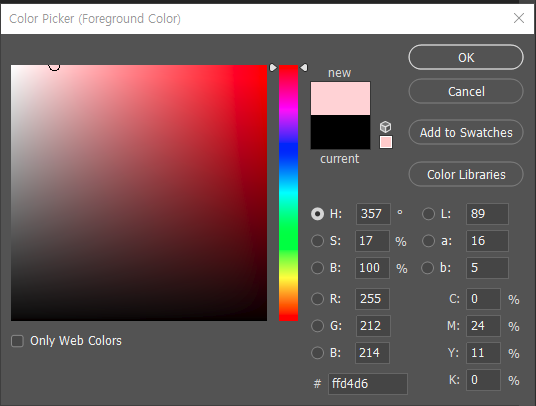 Color Picker (Foreground Color)
new
current
OK
Cancel
Add to Swatches
Color Libraries
H: 357 °
L: 89
S: 17 %
a: 16
B: 100 %
b: 5
R: 255
C: 0 %
G: 212
M: 24 %
B: 214
Y: 11 %
# ffd4d6
K: 0 %
Only Web Colors